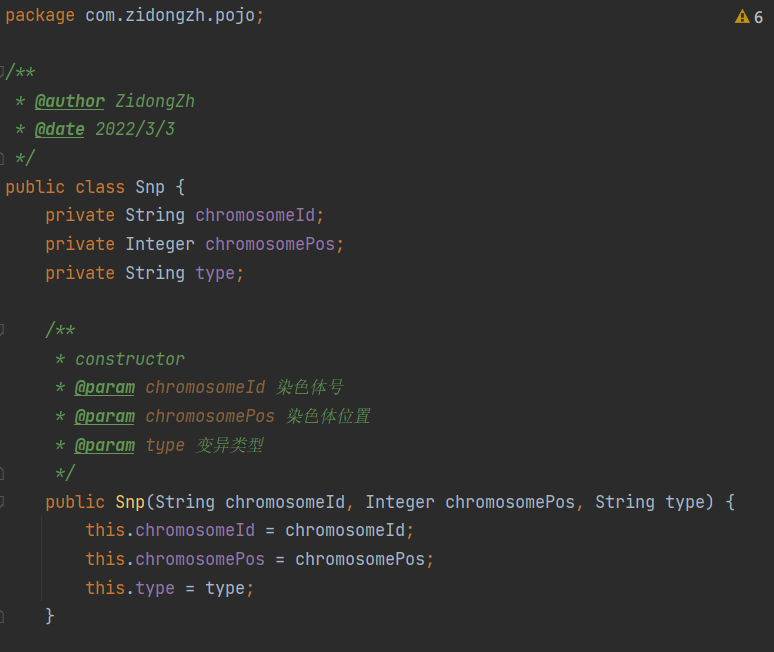 package com.zidongzh.pojo;
6
/**
* @author ZidongZh
* @date 2022/3/3
*/
public class Snp {
private String chromosomeId;
private Integer chromosomePos;
private String type;
/**
* constructor
* @param chromosomeId 染色体号
* @param chromosomePos 染色体位置
* @param type 变异类型
*/
public Snp(String chromosomeId, Integer chromosomePos, String type) {
this.chromosomeId = chromosomeId;
this.chromosomePos = chromosomePos;
this.type = type;
}